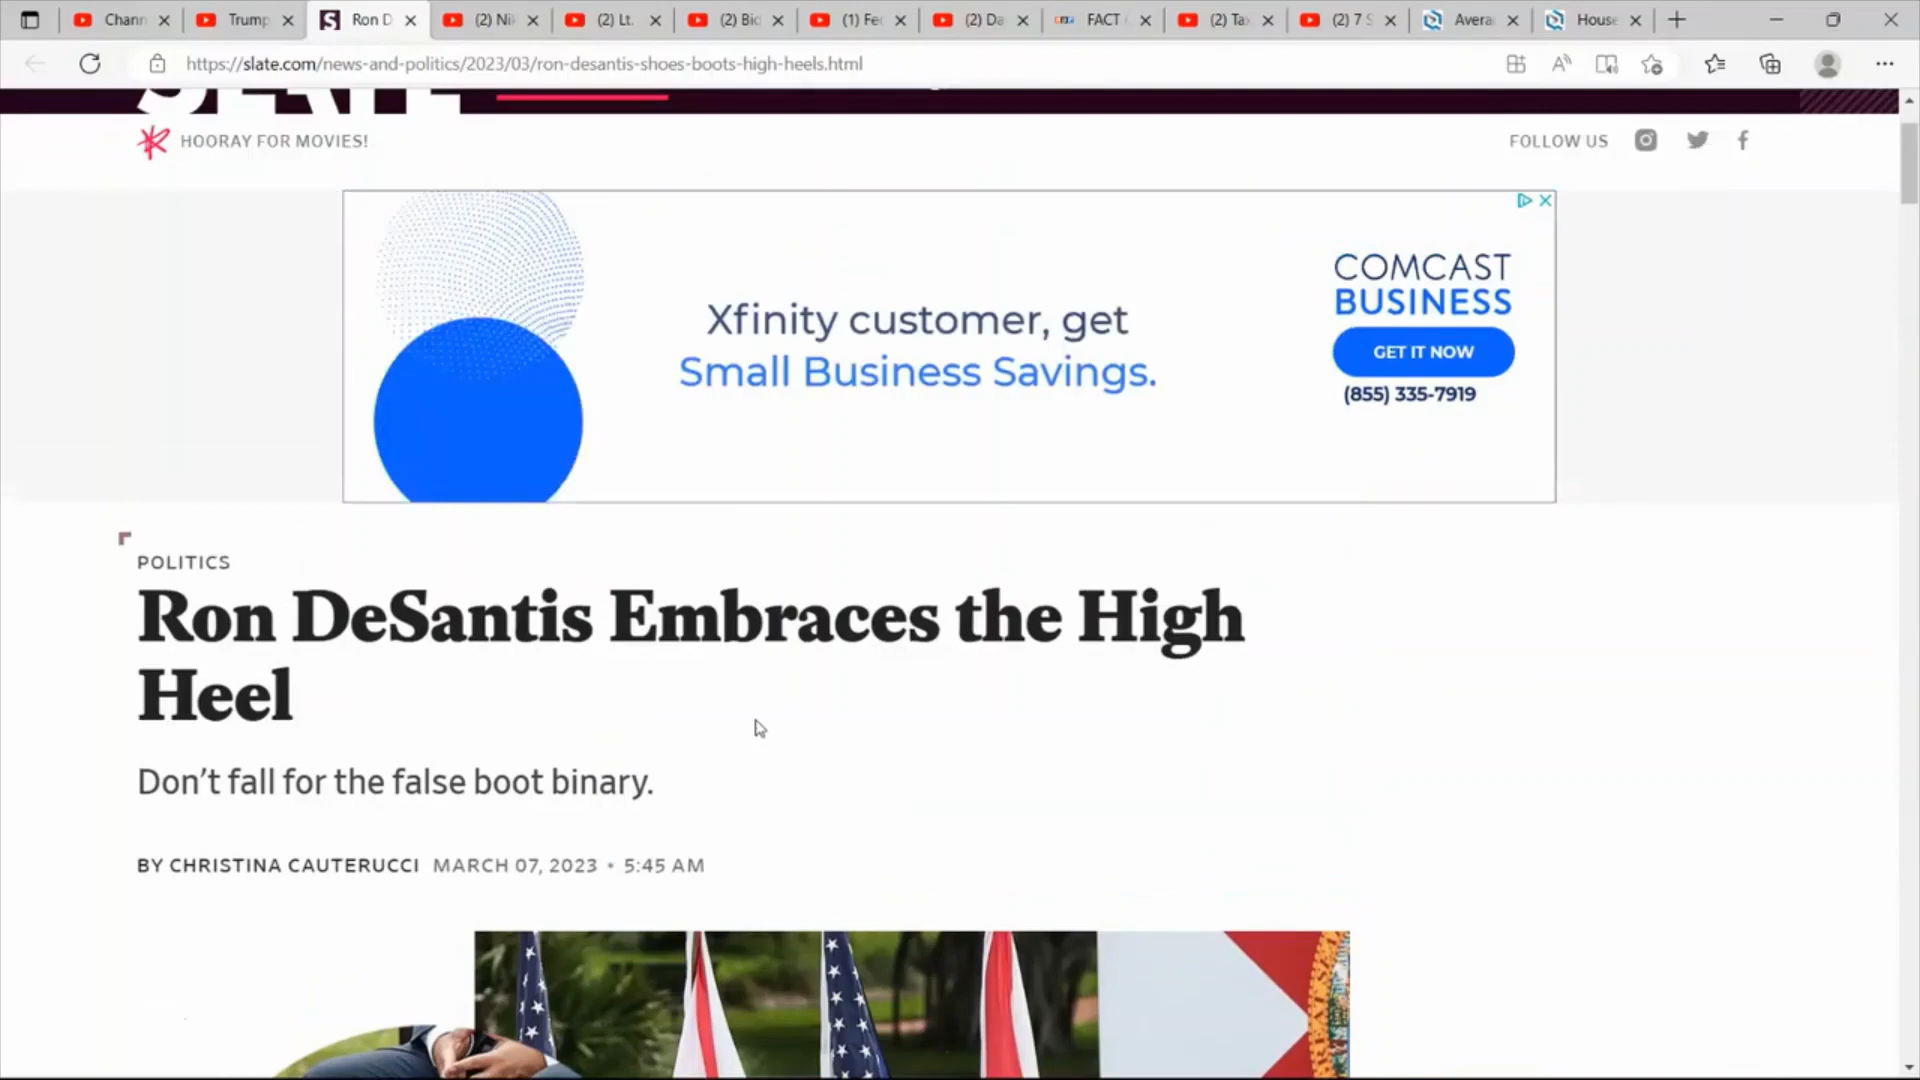 Chann
Trump
Ron D
(2) Ni
(2) Lt.
(2) Bid
(1) Fed
(2) Da
FACT
(2) Tax
(2) 7 S
Avera
House
https://slate.com/news-and-politics/2023/03/ron-desantis-shoes-boots-high-heels.html
HOORAY FOR MOVIES!
FOLLOW US
Xfinity customer, get
Small Business Savings.
COMCAST
BUSINESS
GET IT NOW
(855) 335-7919
POLITICS
Ron DeSantis Embraces the High
Heel
Don’t fall for the false boot binary.
BY CHRISTINA CAUTERUCCI MARCH 07, 2023 • 5:45 AM